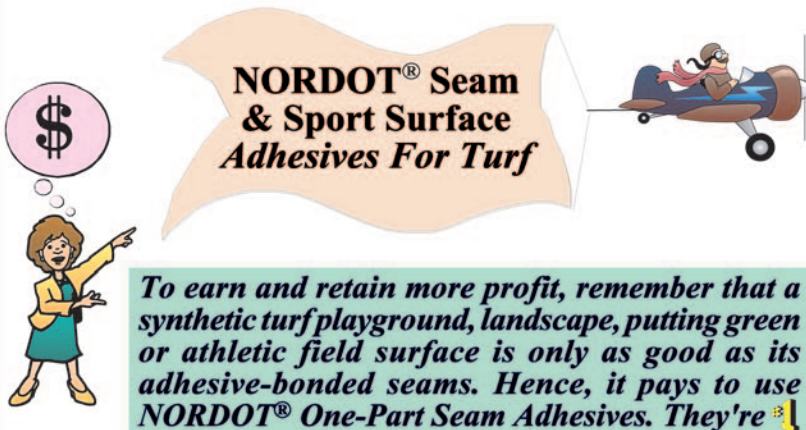 NORDOT® Seam
& Sport Surface
Adhesives For Turf
$
To earn and retain more profit, remember that a
synthetic turf playground, landscape, putting green
or athletic field surface is only as good as its
adhesive-bonded seams. Hence, it pays to use
NORDOT® One-Part Seam Adhesives. They're #1